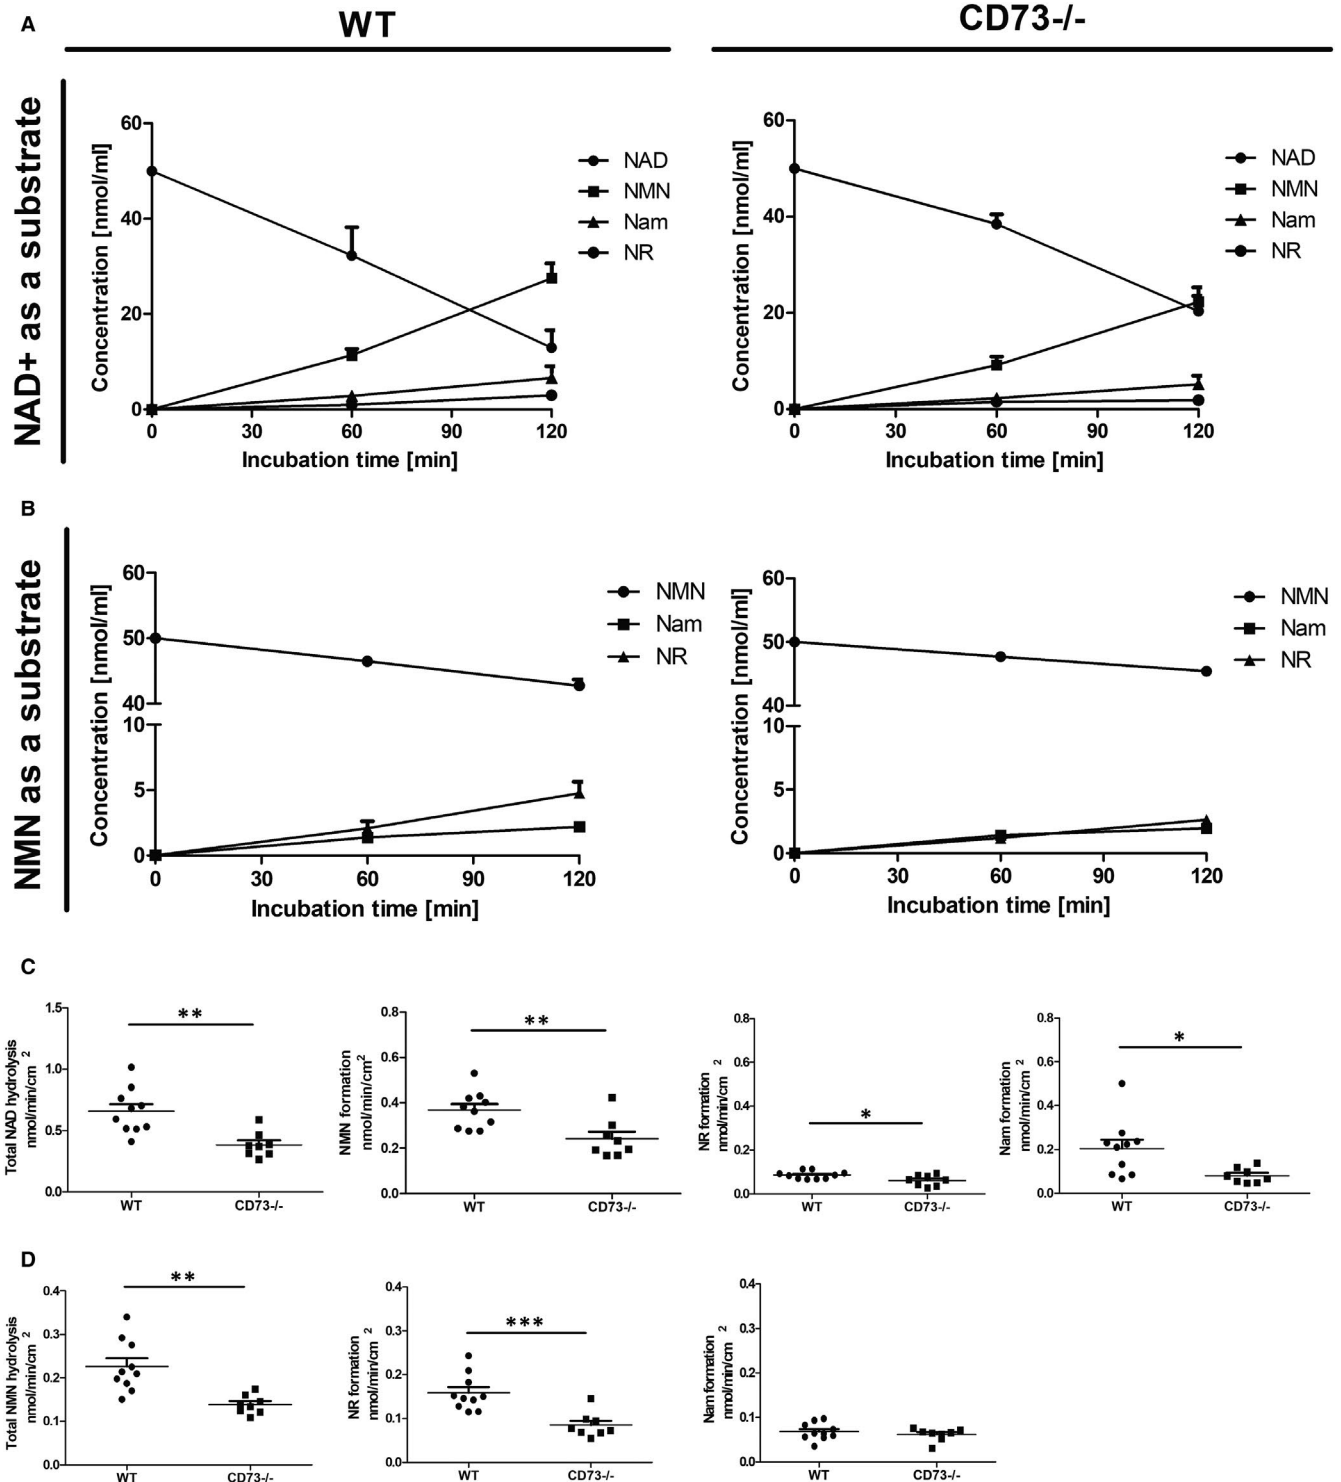 A
WT
CD73-/-
NAD+ as a substrate
Concentration [nmol/ml]
60
40
20
0
0 30 60 90 120
Incubation time [min]
NAD
NMN
Nam
NR
Concentration [nmol/ml]
60
40
20
0
0 30 60 90 120
Incubation time [min]
NAD
NMN
Nam
NR
B
NMN as a substrate
Concentration [nmol/ml]
60
50
40
10
5
0
0 30 60 90 120
Incubation time [min]
NMN
Nam
NR
Concentration [nmol/ml]
60
50
40
10
5
0
0 30 60 90 120
Incubation time [min]
NMN
Nam
NR
C
Total NAD hydrolysis
nmol/min/cm 2
1.5
1.0
0.5
0.0
**
WT CD73-/-
NMN formation
nmol/min/cm2
0.8
0.6
0.4
0.2
0.0
**
WT CD73-/-
NR formation
nmol/min/cm 2
0.8
0.6
0.4
0.2
0.0
*
WT CD73-/-
Nam formation
nmol/min/cm 2
0.8
0.6
0.4
0.2
0.0
*
WT CD73-/-
D
Total NMN hydrolysis
nmol/min/cm 2
0.4
0.3
0.2
0.1
0.0
**
WT CD73-/-
NR formation
nmol/min/cm 2
0.4
0.3
0.2
0.1
0.0
***
WT CD73-/-
Nam formation
nmol/min/cm 2
0.4
0.3
0.2
0.1
0.0
WT CD73-/-